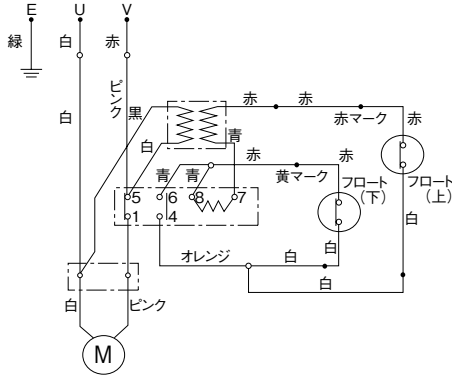 E U V
緑 白 赤
白 ピンク 黒
赤 赤 赤マーク 赤
白 青
青 青 赤 黄マーク 赤
フロート
(上)
フロート
(下)
5 6 8 7
1 4
白
オレンジ 白 白
白
白 ピンク
M